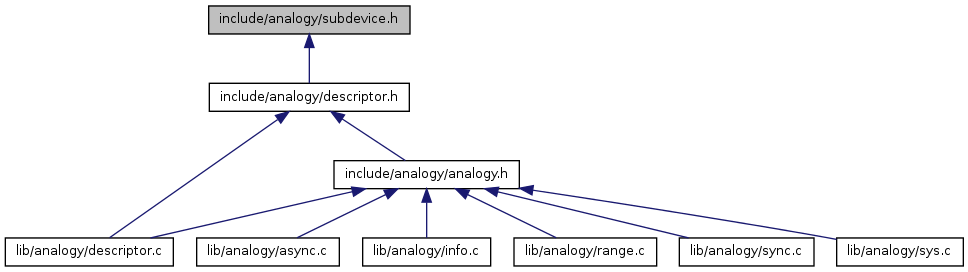 include/analogy/subdevice.h
include/analogy/descriptor.h
include/analogy/analogy.h
lib/analogy/descriptor.c
lib/analogy/async.c
lib/analogy/info.c
lib/analogy/range.c
lib/analogy/sync.c
lib/analogy/sys.c